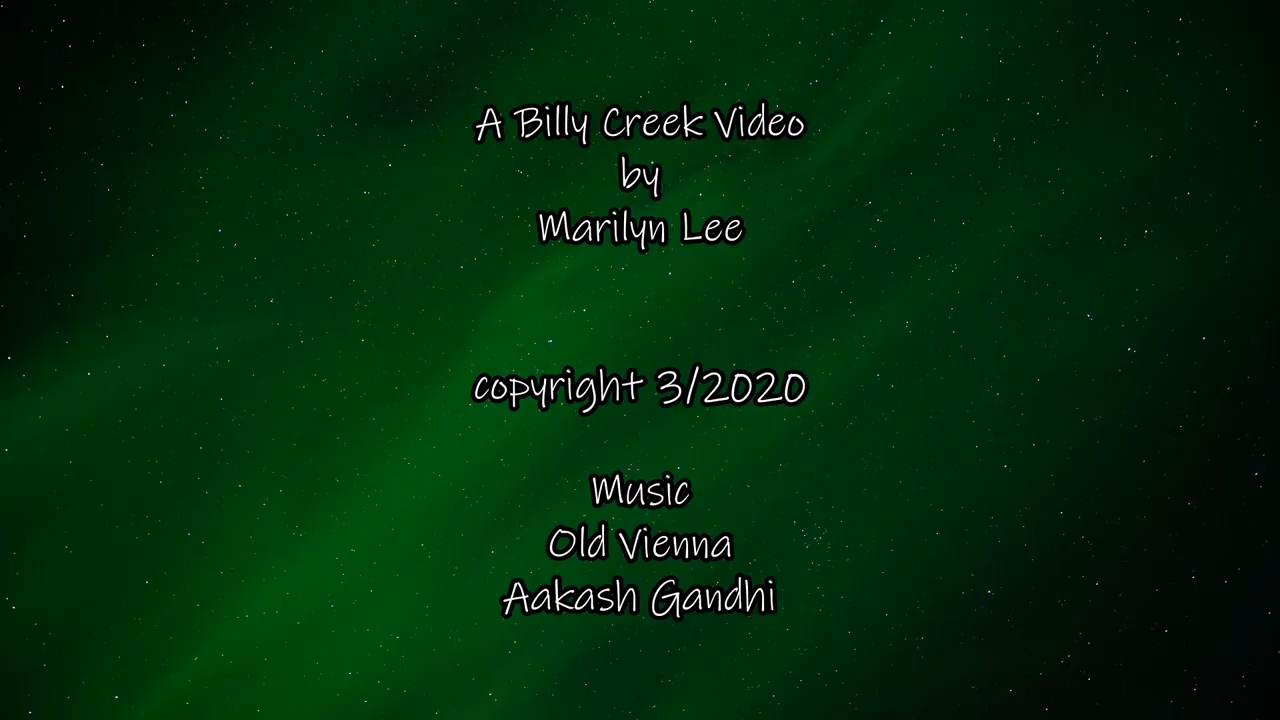 A Billy Creek Video
by
Marilyn Lee
copyright 3/2020
Music
Old Vienna
Aakash Gandhi